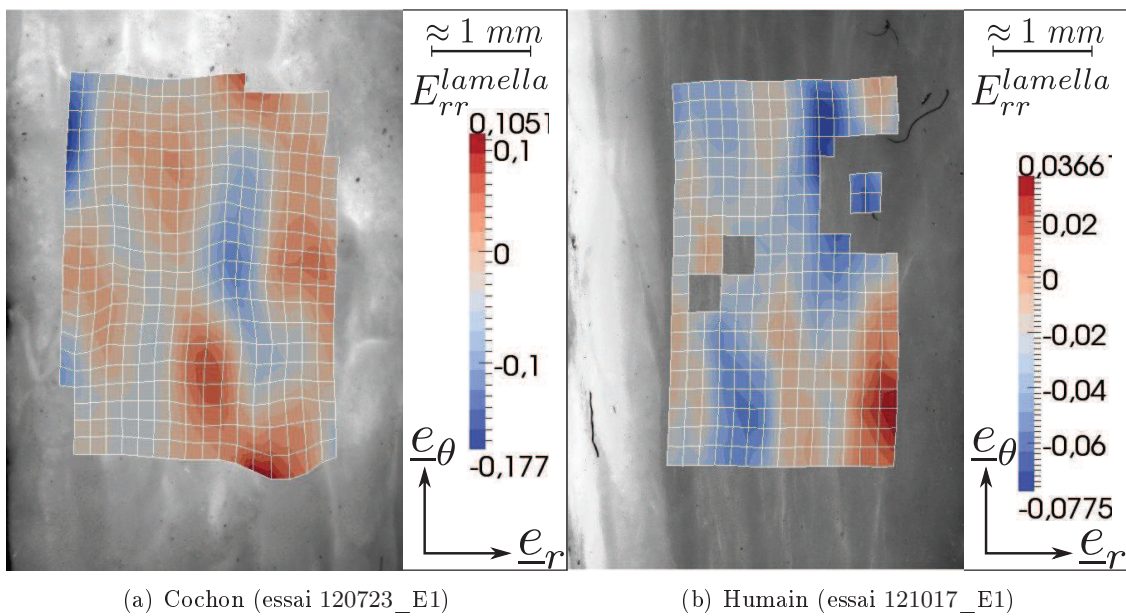 ≈ 1 mm
E_rr^lamella
0,1051
0,1
0
-0,1
-0,177
e_θ
e_r
≈ 1 mm
E_rr^lamella
0,0366
0,02
0
-0,02
-0,04
-0,06
-0,0775
e_θ
e_r
(a) Cochon (essai 120723_E1)
(b) Humain (essai 121017_E1)